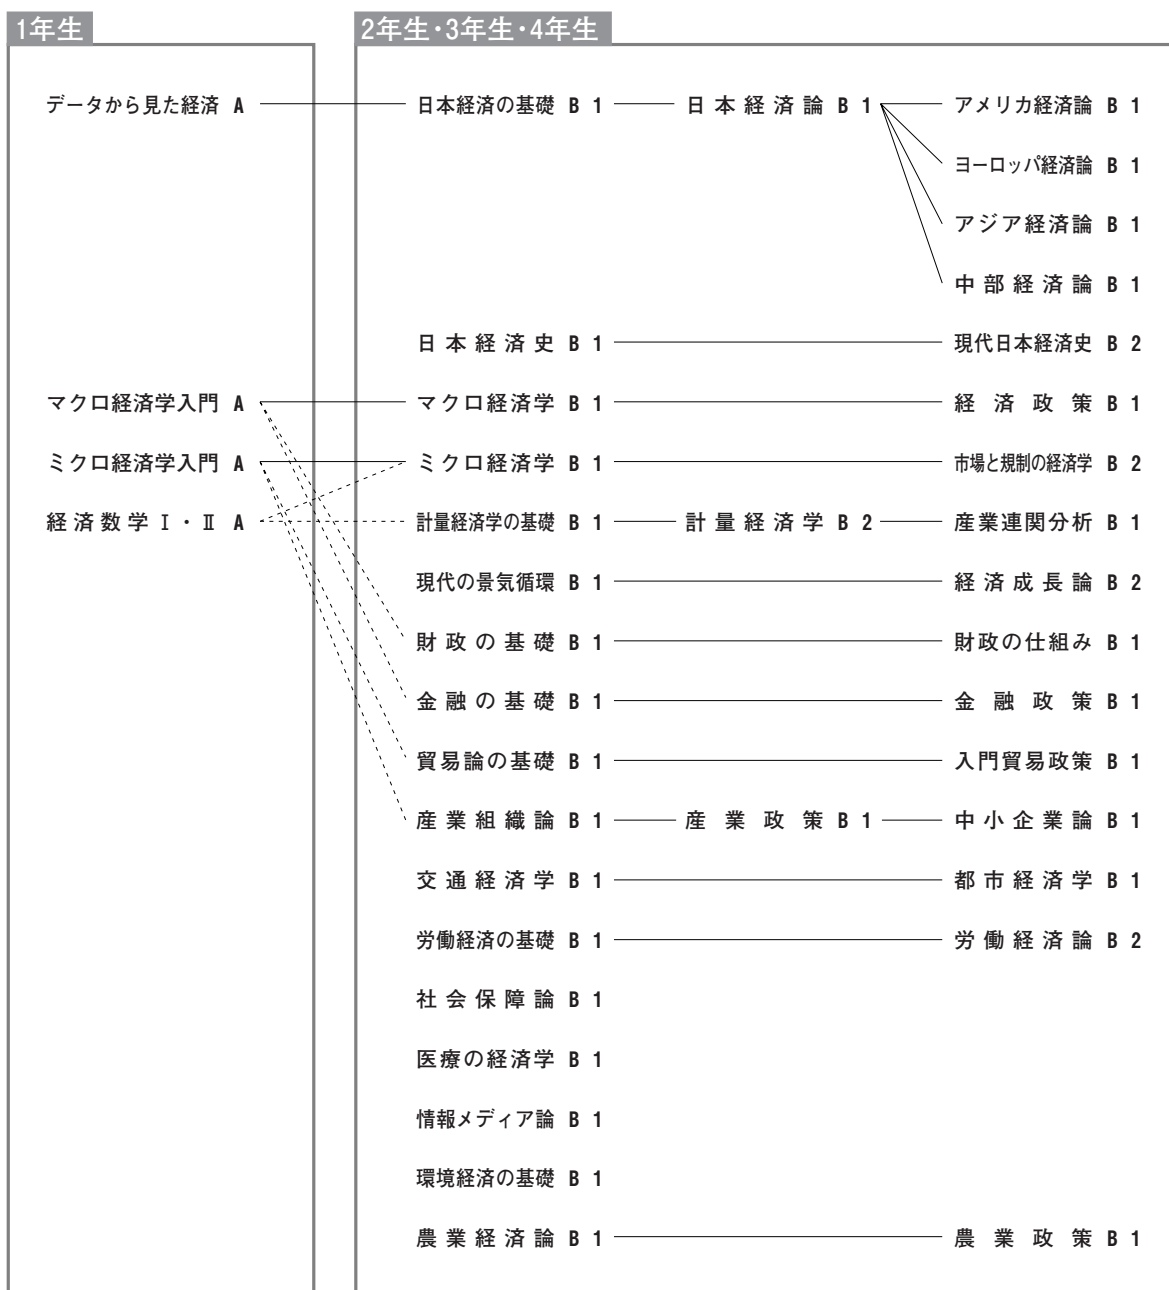 1年生 2年生・3年生・4年生
データから見た経済 A 日本経済の基礎 B 1 日本経済論 B 1 アメリカ経済論 B 1
ヨーロッパ経済論 B 1
アジア経済論 B 1
中部経済論 B 1
日本経済史 B 1 現代日本経済史 B 2
マクロ経済学入門 A マクロ経済学 B 1 経済政策 B 1
ミクロ経済学入門 A ミクロ経済学 B 1 市場と規制の経済学 B 2
経済数学Ⅰ・Ⅱ A 計量経済学の基礎 B 1 計量経済学 B 2 産業連関分析 B 1
現代の景気循環 B 1 経済成長論 B 2
財政の基礎 B 1 財政の仕組み B 1
金融の基礎 B 1 金融政策 B 1
貿易論の基礎 B 1 入門貿易政策 B 1
産業組織論 B 1 産業政策 B 1 中小企業論 B 1
交通経済学 B 1 都市経済学 B 1
労働経済の基礎 B 1 労働経済論 B 2
社会保障論 B 1
医療の経済学 B 1
情報メディア論 B 1
環境経済の基礎 B 1
農業経済論 B 1 農業政策 B 1